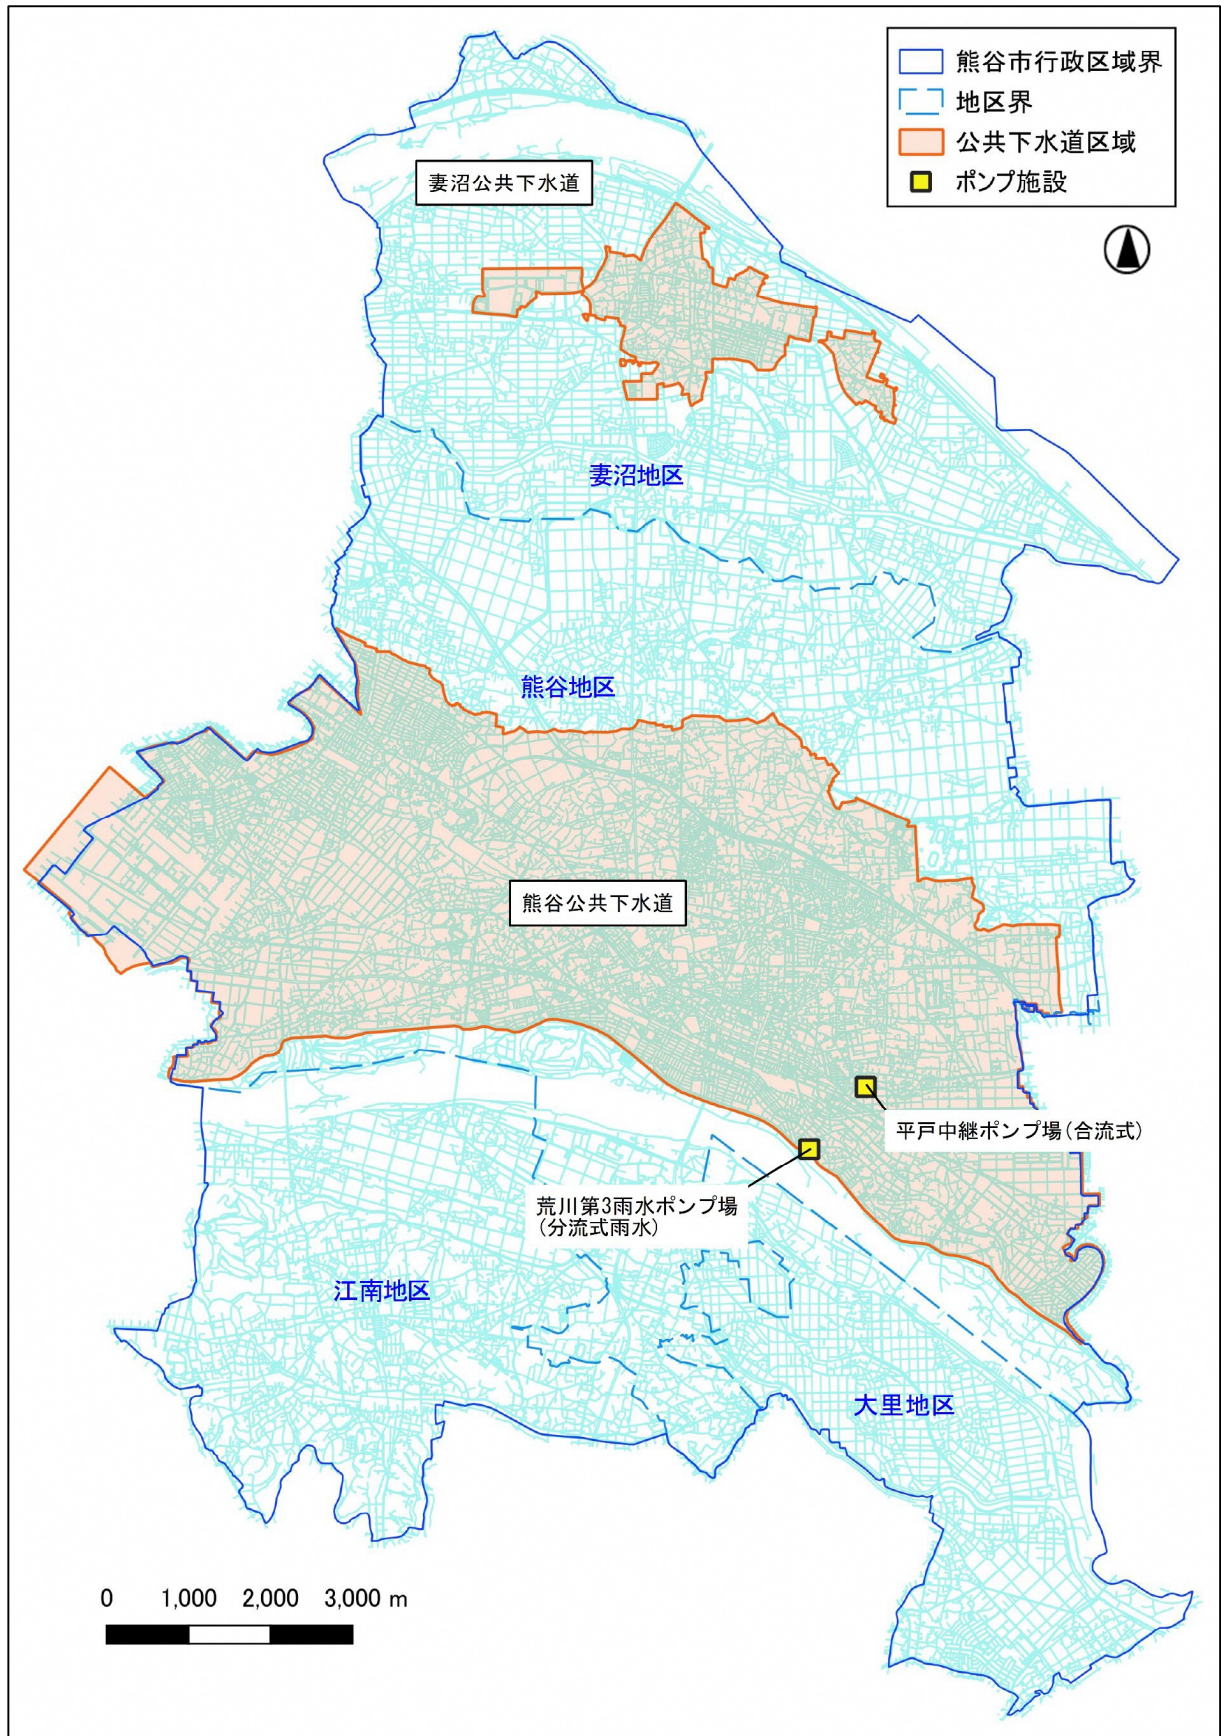 熊谷市行政区域界
地区界
公共下水道区域
ポンプ施設
妻沼公共下水道
妻沼地区
熊谷地区
熊谷公共下水道
平戸中継ポンプ場(合流式)
荒川第3雨水ポンプ場
(分流式雨水)
江南地区
大里地区
0 1,000 2,000 3,000 m